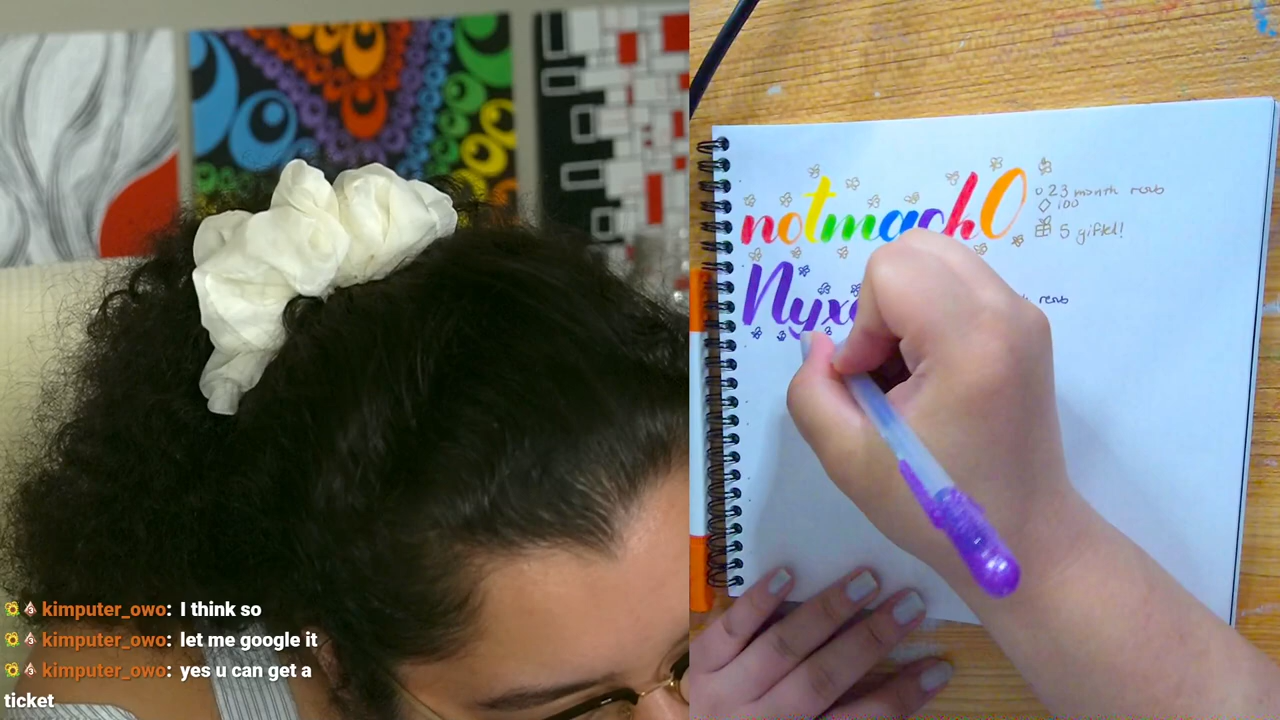 notmachO
23 month resub
100
5 gifted!
Nyx
resub
kimputer_owo: I think so
kimputer_owo: let me google it
kimputer_owo: yes u can get a
ticket